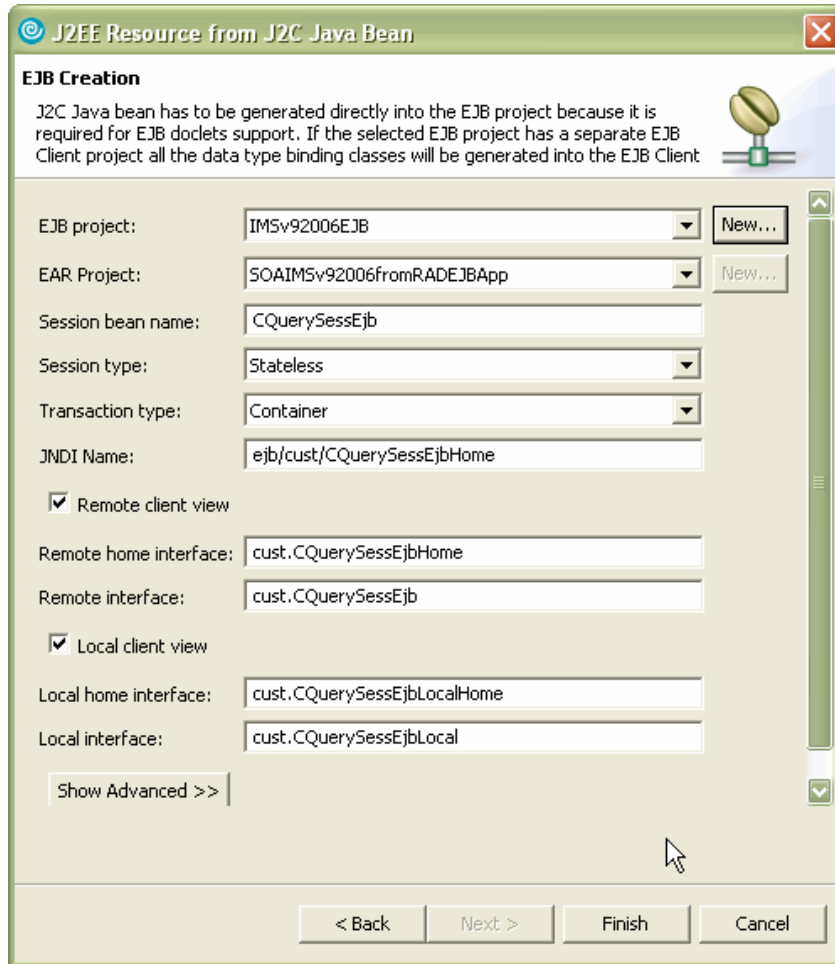 J2EE Resource from J2C Java Bean
EJB Creation
J2C Java bean has to be generated directly into the EJB project because it is
required for EJB doclets support. If the selected EJB project has a separate EJB
Client project all the data type binding classes will be generated into the EJB Client
EJB project: IMSv92006EJB New...
EAR Project: SOAIMSv92006fromRADEJBApp New...
Session bean name: CQuerySessEjb
Session type: Stateless
Transaction type: Container
JNDI Name: ejb/cust/CQuerySessEjbHome
Remote client view
Remote home interface: cust.CQuerySessEjbHome
Remote interface: cust.CQuerySessEjb
Local client view
Local home interface: cust.CQuerySessEjbLocalHome
Local interface: cust.CQuerySessEjbLocal
Show Advanced >>
< Back Next > Finish Cancel